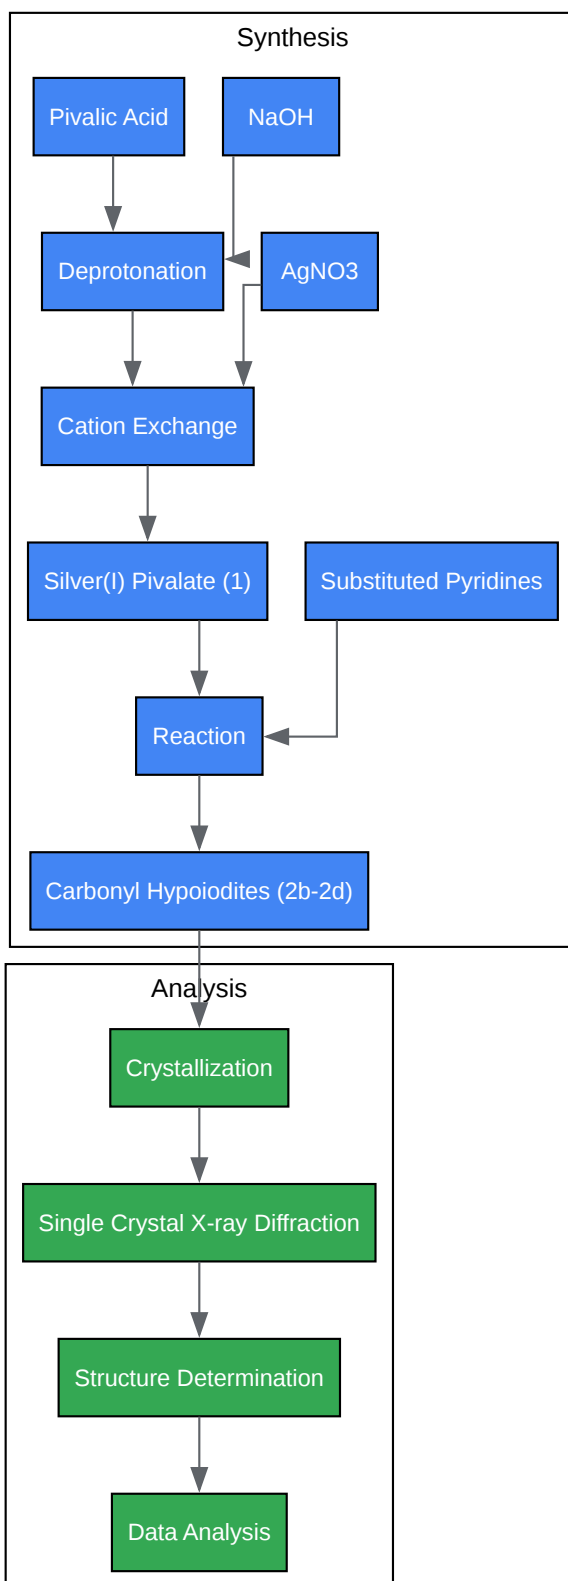 Synthesis
Pivalic Acid
NaOH
Deprotonation
AgNO3
Cation Exchange
Silver(I) Pivalate (1)
Substituted Pyridines
Reaction
Carbonyl Hypoiodites (2b-2d)
Analysis
Crystallization
Single Crystal X-ray Diffraction
Structure Determination
Data Analysis